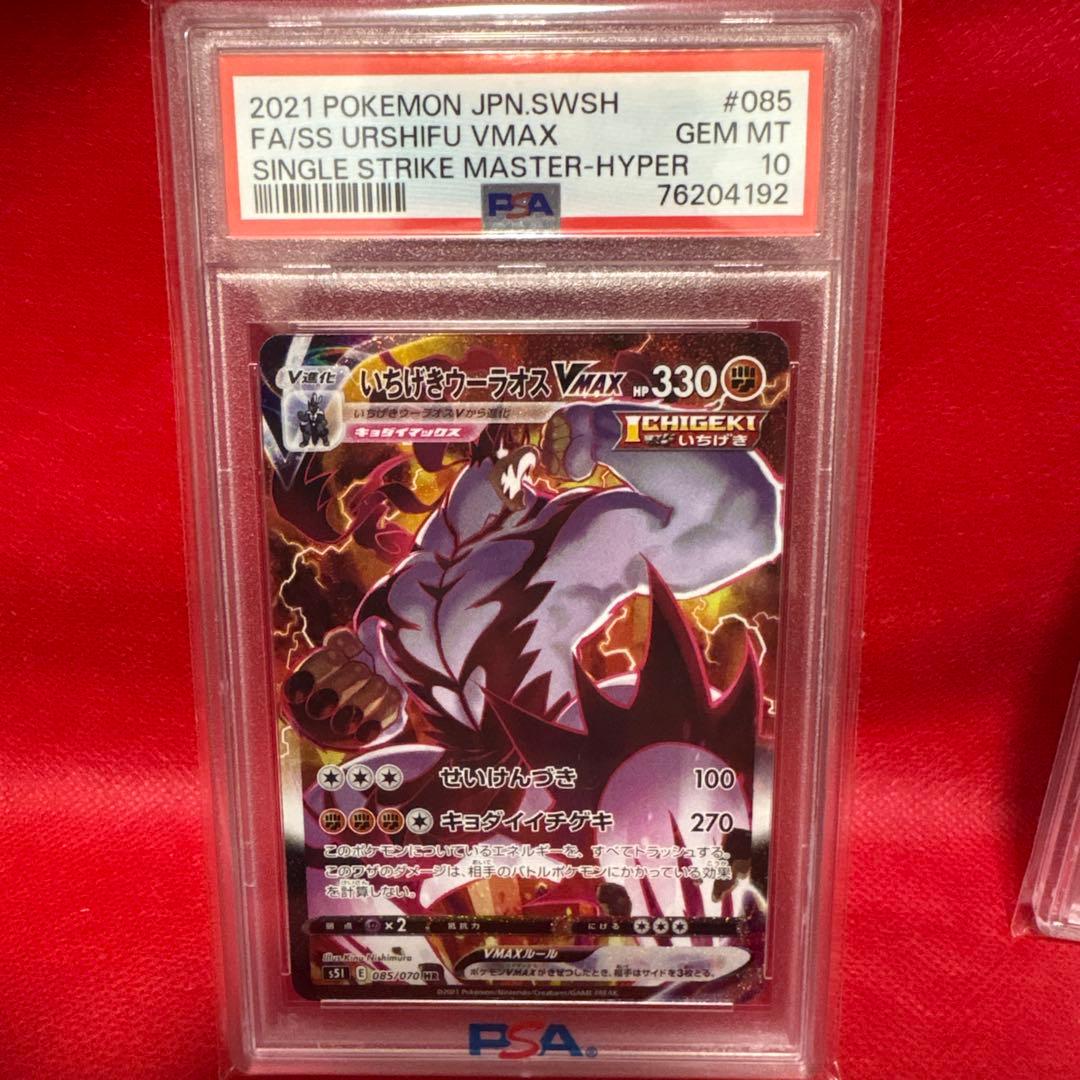 2021 POKEMON JPN.SWSH #085
FA/SS URSHIFU VMAX GEM MT
SINGLE STRIKE MASTER-HYPER 10
76204192
PSA
V進化 いちげきウーラオス VMAX HP 330
いちげきウーラオスVから進化
キョダイマックス
ICHIGEKI
いちげき
せいけんづき 100
キョダイイチゲキ 270
このポケモンについているエネルギーを、すべてトラッシュする。
このワザのダメージは、相手のバトルポケモンにかかっている効果
を計算しない。
弱点 ×2 抵抗力 にげる
Illus. Kinu Nishimura
VMAXルール
s5I E 085/070 HR
ポケモンVMAXがきぜつしたとき、相手はサイドを3枚とる。
©2021 Pokémon/Nintendo/Creatures/GAME FREAK.
PSA®